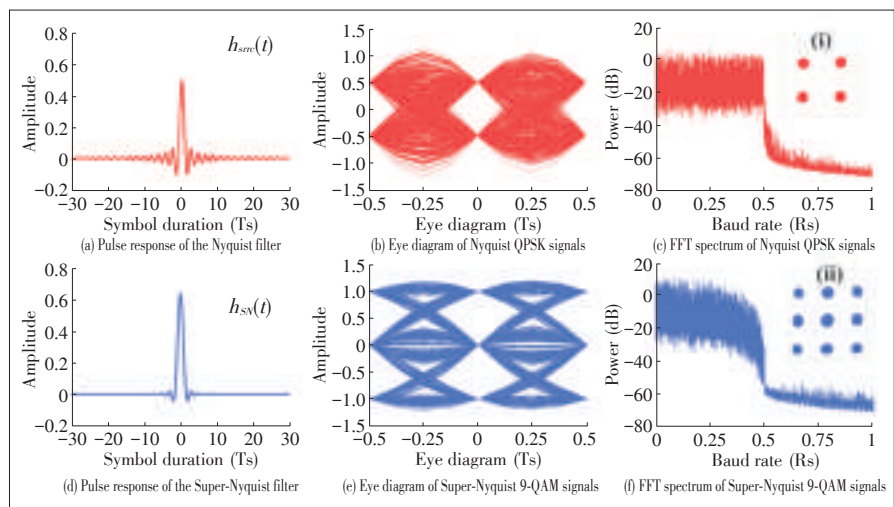 h_srrc(t)
Amplitude
0.8
0.6
0.4
0.2
0
−0.2
−30 −20 −10 0 10 20 30
Symbol duration (Ts)
(a) Pulse response of the Nyquist filter
Amplitude
1.5
1.0
0.5
0
−0.5
−1.0
−1.5
−0.5 −0.25 0 0.25 0.5
Eye diagram (Ts)
(b) Eye diagram of Nyquist QPSK signals
(i)
Power (dB)
20
0
−20
−40
−60
−80
0 0.25 0.5 0.75 1
Baud rate (Rs)
(c) FFT spectrum of Nyquist QPSK signals
h_SN(t)
Amplitude
0.8
0.6
0.4
0.2
0
−0.2
−30 −20 −10 0 10 20 30
Symbol duration (Ts)
(d) Pulse response of the Super-Nyquist filter
Amplitude
1.5
1.0
0.5
0.0
−0.5
−1.0
−1.5
−0.5 −0.25 0 0.25 0.5
Eye diagram (Ts)
(e) Eye diagram of Super-Nyquist 9-QAM signals
(ii)
Power (dB)
20
0
−20
−40
−60
−80
0 0.25 0.5 0.75 1
Baud rate (Rs)
(f) FFT spectrum of Super-Nyquist 9-QAM signals